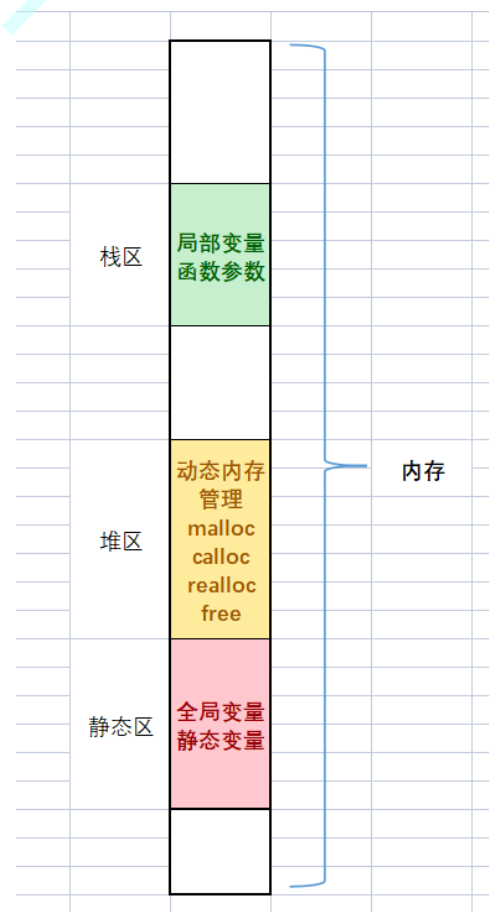 栈区
局部变量
函数参数
内存
堆区
动态内存
管理
malloc
calloc
realloc
free
静态区
全局变量
静态变量